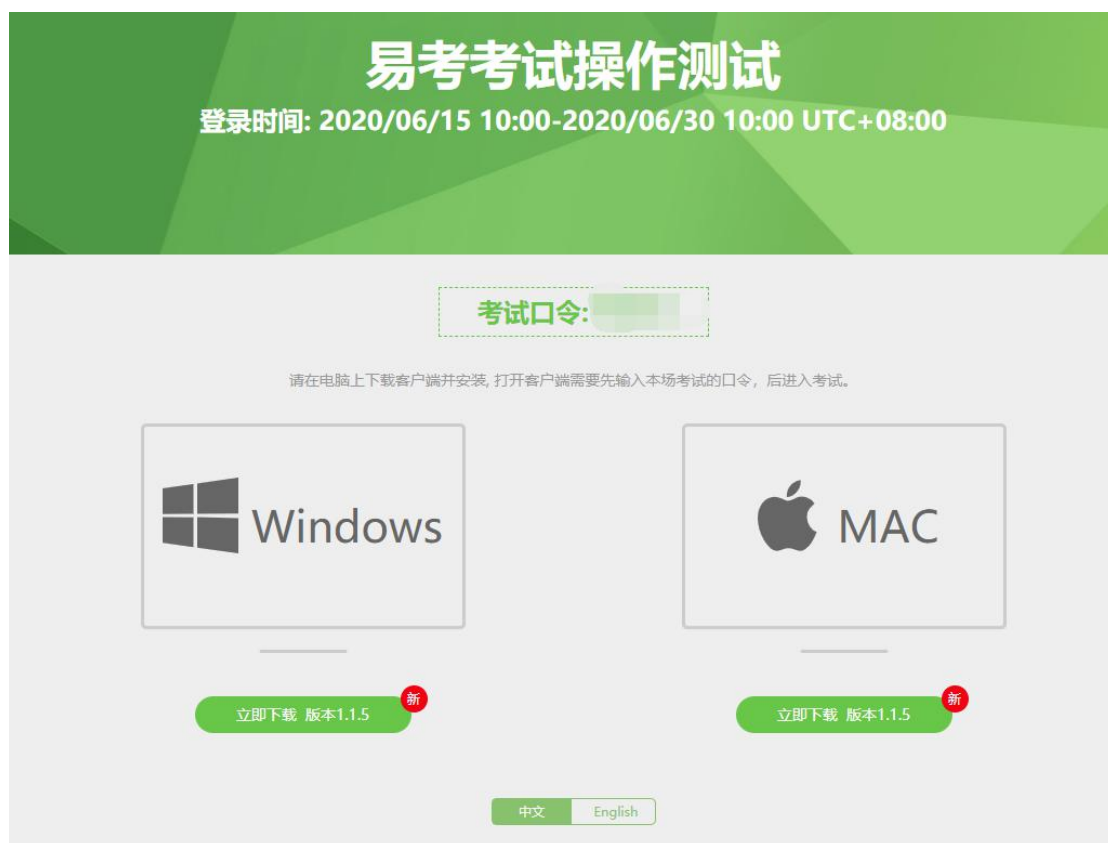 易考考试操作测试
登录时间: 2020/06/15 10:00-2020/06/30 10:00 UTC+08:00
考试口令:
请在电脑上下载客户端并安装, 打开客户端需要先输入本场考试的口令，后进入考试。
Windows
MAC
立即下载 版本1.1.5
新
立即下载 版本1.1.5
新
中文 English